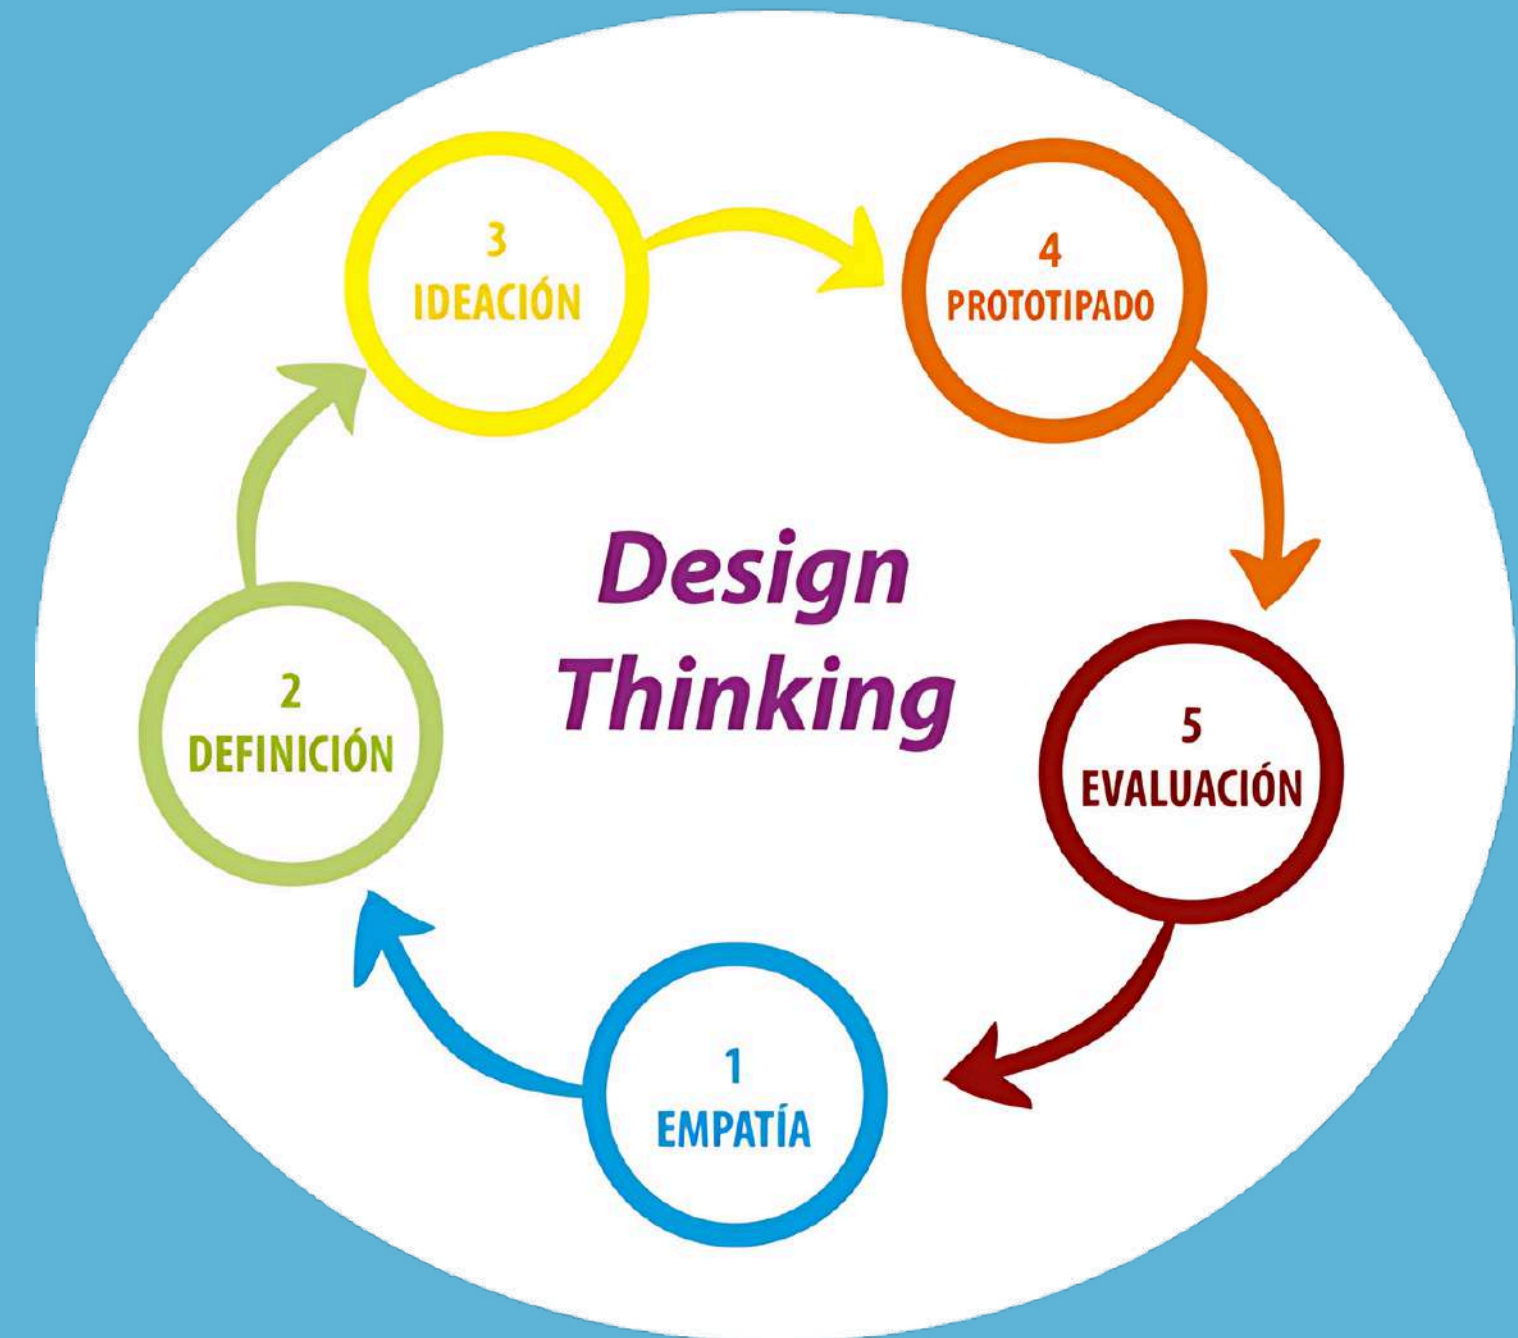 3
IDEACIÓN
4
PROTOTIPADO
Design
Thinking
2
DEFINICIÓN
5
EVALUACIÓN
1
EMPATÍA